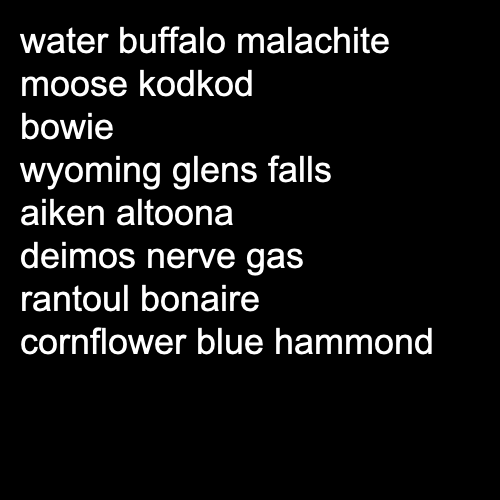 water buffalo malachite
moose kodkod
bowie
wyoming glens falls
aiken altoona
deimos nerve gas
rantoul bonaire
cornflower blue hammond